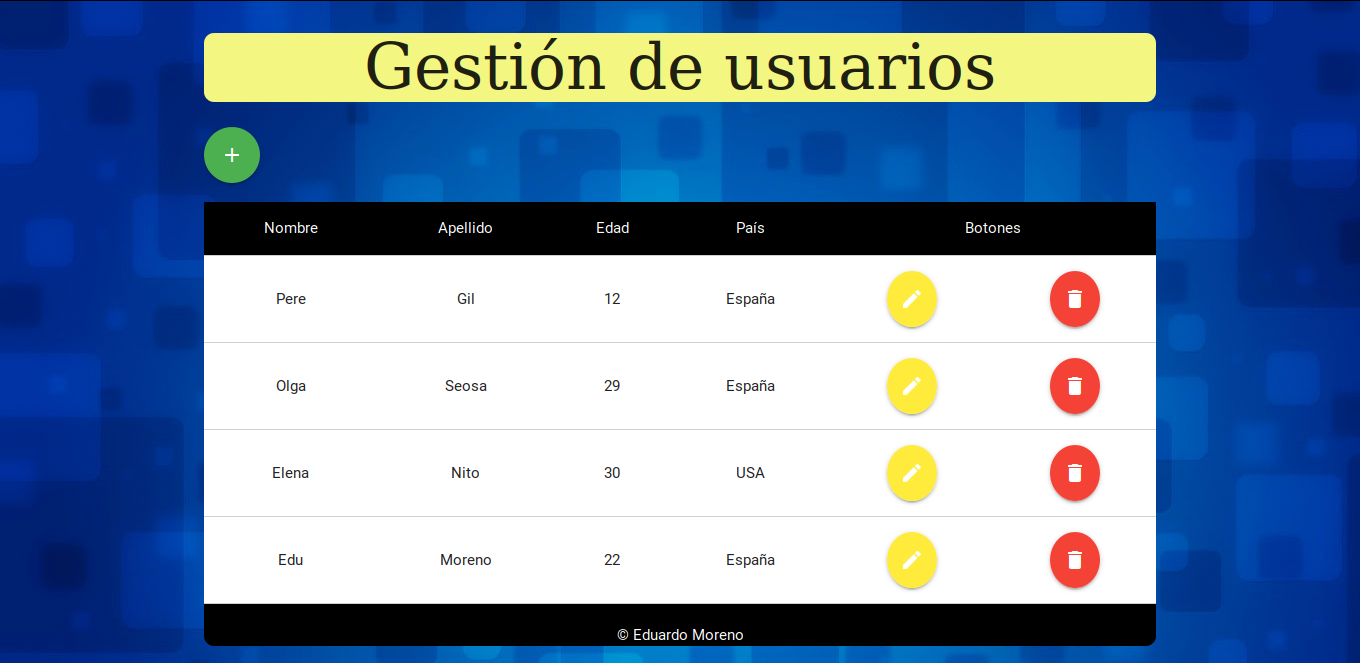 Gestión de usuarios
+
Nombre Apellido Edad País Botones
Pere Gil 12 España
Olga Seosa 29 España
Elena Nito 30 USA
Edu Moreno 22 España
© Eduardo Moreno